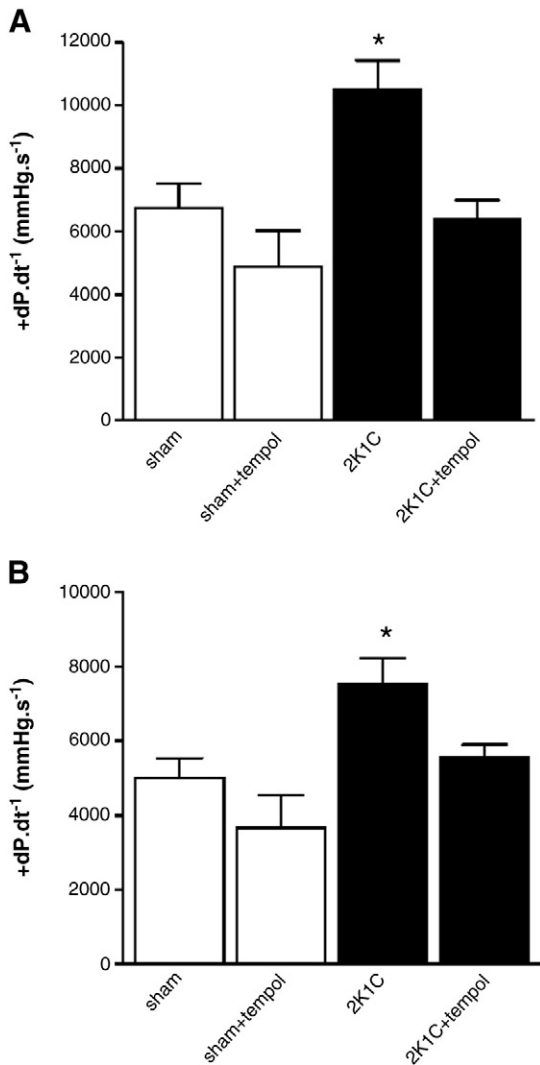 A
12000
*
10000
8000
6000
4000
2000
0
+dP.dt⁻¹ (mmHg.s⁻¹)
sham
sham+tempol
2K1C
2K1C+tempol
B
10000
*
8000
6000
4000
2000
0
+dP.dt⁻¹ (mmHg.s⁻¹)
sham
sham+tempol
2K1C
2K1C+tempol